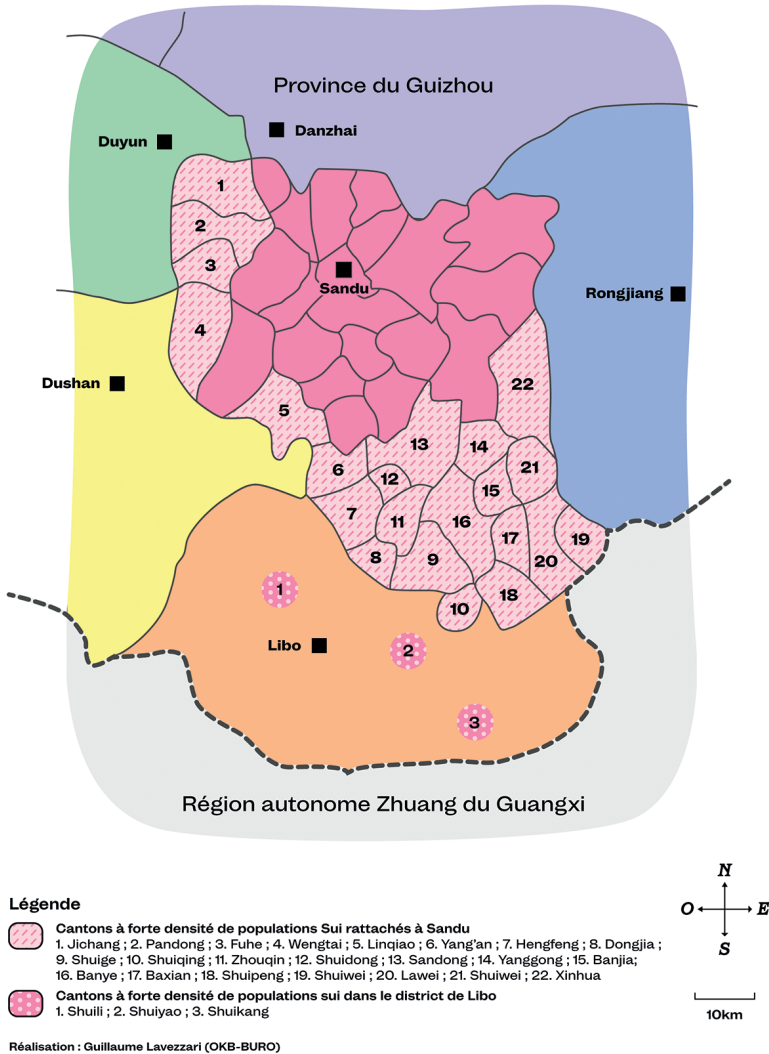 Province du Guizhou
Duyun
Danzhai
1
2
3
Sandu
Rongjiang
4
Dushan
22
5
13
14
6
21
12
15
7
11
16
17
19
8
9
20
18
10
1
Libo
2
3
Région autonome Zhuang du Guangxi
N
O E
S
10km
Légende
Cantons à forte densité de populations Sui rattachés à Sandu
1. Jichang ; 2. Pandong ; 3. Fuhe ; 4. Wengtai ; 5. Linqiao ; 6. Yang’an ; 7. Hengfeng ; 8. Dongjia ;
9. Shuige ; 10. Shuiqing ; 11. Zhouqin ; 12. Shuidong ; 13. Sandong ; 14. Yanggong ; 15. Banjia;
16. Banye ; 17. Baxian ; 18. Shuipeng ; 19. Shuiwei ; 20. Lawei ; 21. Shuiwei ; 22. Xinhua
Cantons à forte densité de populations sui dans le district de Libo
1. Shuili ; 2. Shuiyao ; 3. Shuikang
Réalisation : Guillaume Lavezzari (OKB-BURO)